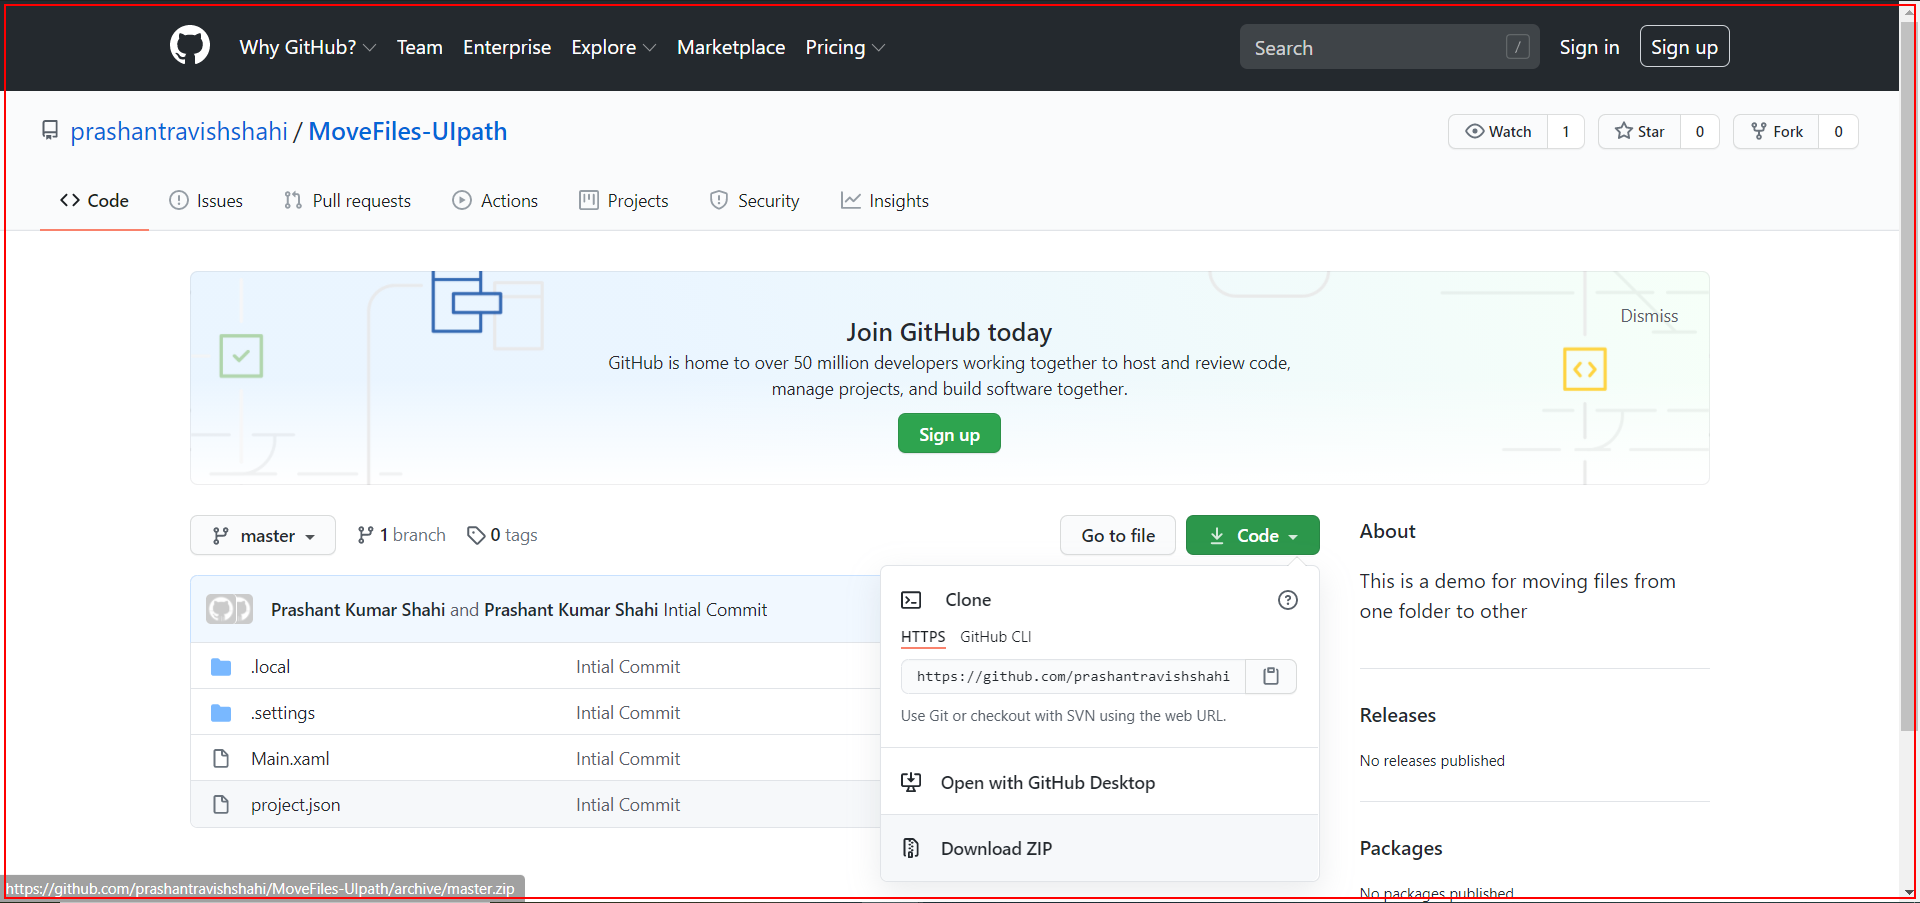 Why GitHub? Team Enterprise Explore Marketplace Pricing Search / Sign in Sign up
prashantravishshahi / MoveFiles-UIpath Watch 1 Star 0 Fork 0
Code Issues Pull requests Actions Projects Security Insights
Dismiss
Join GitHub today
GitHub is home to over 50 million developers working together to host and review code,
manage projects, and build software together.
Sign up
master 1 branch 0 tags Go to file Code
Prashant Kumar Shahi and Prashant Kumar Shahi Intial Commit
.local Intial Commit
.settings Intial Commit
Main.xaml Intial Commit
project.json Intial Commit
Clone
HTTPS GitHub CLI
https://github.com/prashantravishshahi
Use Git or checkout with SVN using the web URL.
Open with GitHub Desktop
Download ZIP
About
This is a demo for moving files from
one folder to other
Releases
No releases published
Packages
No packages published
https://github.com/prashantravishshahi/MoveFiles-UIpath/archive/master.zip